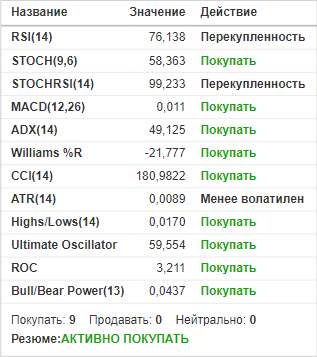 Название Значение Действие
RSI(14) 76,138 Перекупленность
STOCH(9,6) 58,363 Покупать
STOCHRSI(14) 99,233 Перекупленность
MACD(12,26) 0,011 Покупать
ADX(14) 49,125 Покупать
Williams %R -21,777 Покупать
CCI(14) 180,9822 Покупать
ATR(14) 0,0089 Менее волатилен
Highs/Lows(14) 0,0170 Покупать
Ultimate Oscillator 59,554 Покупать
ROC 3,211 Покупать
Bull/Bear Power(13) 0,0437 Покупать
Покупать: 9 Продавать: 0 Нейтрально: 0
Резюме:АКТИВНО ПОКУПАТЬ